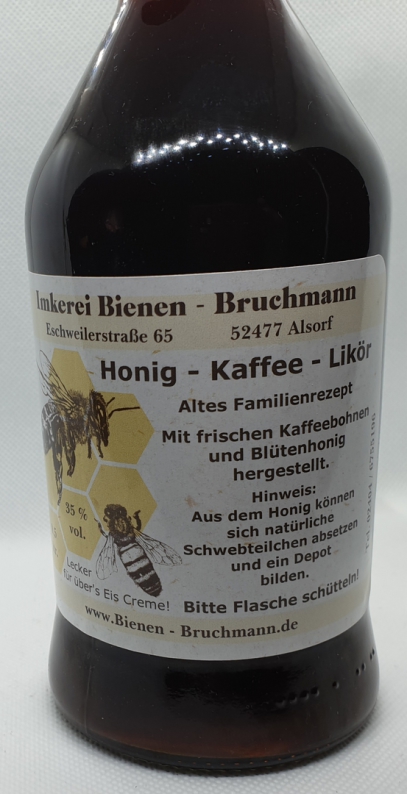 Imkerei Bienen - Bruchmann
Eschweilerstraße 65 52477 Alsorf
Honig - Kaffee - Likör
Altes Familienrezept
Mit frischen Kaffeebohnen
und Blütenhonig
hergestellt.
Hinweis:
Aus dem Honig können
sich natürliche
Schwebteilchen absetzen
und ein Depot
bilden.
Bitte Flasche schütteln!
35 %
vol.
Lecker
für über's Eis Creme!
www.Bienen - Bruchmann.de